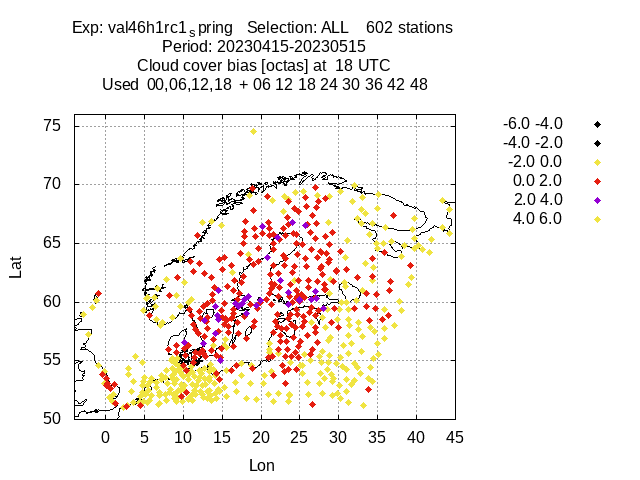 Exp: val46h1rc1spring Selection: ALL 602 stations
Period: 20230415-20230515
Cloud cover bias [octas] at 18 UTC
Used 00,06,12,18 + 06 12 18 24 30 36 42 48
-6.0 -4.0
-4.0 -2.0
-2.0 0.0
0.0 2.0
2.0 4.0
4.0 6.0
75
70
65
60
55
50
Lat
0 5 10 15 20 25 30 35 40 45
Lon